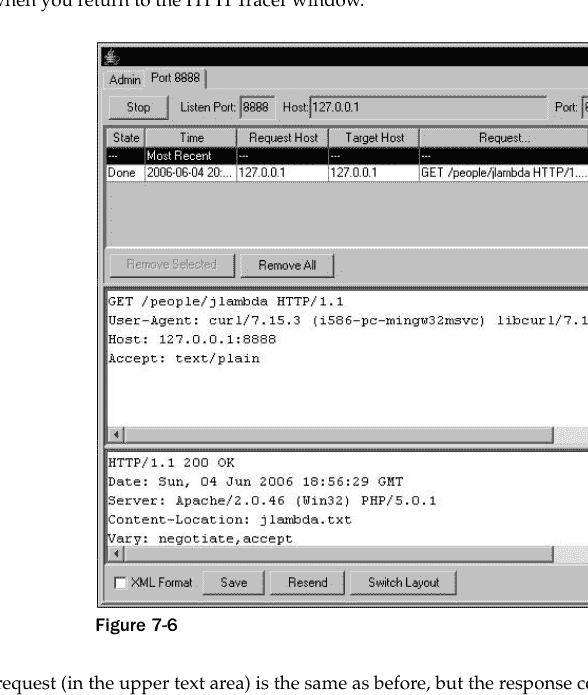 when you return to the HTTP Tracer window.
Admin Port 8888
Stop Listen Port: 8888 Host: 127.0.0.1 Port:
State Time Request Host Target Host Request...
--- Most Recent --- --- ---
Done 2006-06-04 20:... 127.0.0.1 127.0.0.1 GET /people/jlambda HTTP/1....
Remove Selected Remove All
GET /people/jlambda HTTP/1.1
User-Agent: curl/7.15.3 (i586-pc-mingw32msvc) libcurl/7.1
Host: 127.0.0.1:8888
Accept: text/plain
HTTP/1.1 200 OK
Date: Sun, 04 Jun 2006 18:56:29 GMT
Server: Apache/2.0.46 (Win32) PHP/5.0.1
Content-Location: jlambda.txt
Vary: negotiate,accept
XML Format Save Resend Switch Layout
Figure 7-6
request (in the upper text area) is the same as before, but the response